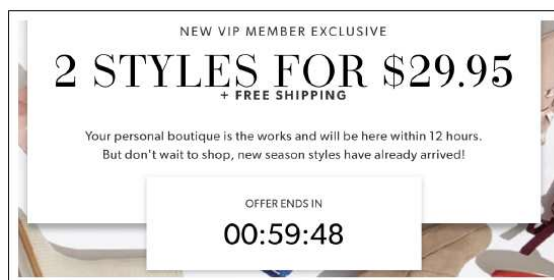 NEW VIP MEMBER EXCLUSIVE
2 STYLES FOR $29.95
+ FREE SHIPPING
Your personal boutique is the works and will be here within 12 hours.
But don't wait to shop, new season styles have already arrived!
OFFER ENDS IN
00:59:48